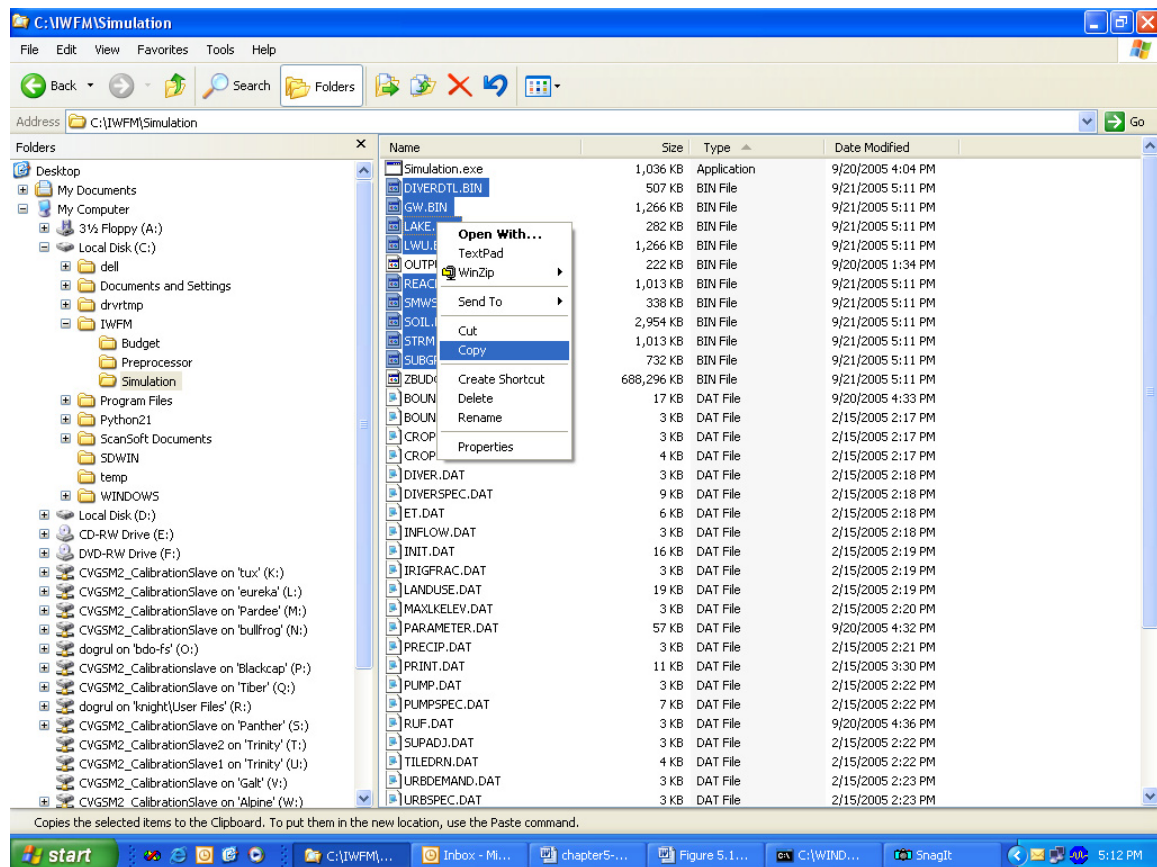 C:\IWFM\Simulation
File Edit View Favorites Tools Help
Back Search Folders
Address C:\IWFM\Simulation Go
Folders x
Desktop
My Documents
My Computer
3½ Floppy (A:)
Local Disk (C:)
dell
Documents and Settings
drvrtmp
IWFM
Budget
Preprocessor
Simulation
Program Files
Python21
ScanSoft Documents
SDWIN
temp
WINDOWS
Local Disk (D:)
CD-RW Drive (E:)
DVD-RW Drive (F:)
CVGSM2_CalibrationSlave on 'tux' (K:)
CVGSM2_CalibrationSlave on 'eureka' (L:)
CVGSM2_CalibrationSlave on 'Pardee' (M:)
CVGSM2_CalibrationSlave on 'bullfrog' (N:)
dogrul on 'bdo-fs' (O:)
CVGSM2_Calibrationslave on 'Blackcap' (P:)
CVGSM2_CalibrationSlave on 'Tiber' (Q:)
dogrul on 'knight\User Files' (R:)
CVGSM2_CalibrationSlave on 'Panther' (S:)
CVGSM2_CalibrationSlave2 on 'Trinity' (T:)
CVGSM2_CalibrationSlave1 on 'Trinity' (U:)
CVGSM2_CalibrationSlave on 'Galt' (V:)
CVGSM2_CalibrationSlave on 'Alpine' (W:)
Name Size Type Date Modified
Simulation.exe 1,036 KB Application 9/20/2005 4:04 PM
DIVERDTL.BIN 507 KB BIN File 9/21/2005 5:11 PM
GW.BIN 1,266 KB BIN File 9/21/2005 5:11 PM
LAKE. 282 KB BIN File 9/21/2005 5:11 PM
LWU.B 1,266 KB BIN File 9/21/2005 5:11 PM
OUTP 222 KB BIN File 9/20/2005 1:34 PM
REAC 1,013 KB BIN File 9/21/2005 5:11 PM
SMWS 338 KB BIN File 9/21/2005 5:11 PM
SOIL. 2,954 KB BIN File 9/21/2005 5:11 PM
STRM 1,013 KB BIN File 9/21/2005 5:11 PM
SUBG 732 KB BIN File 9/21/2005 5:11 PM
ZBUD 688,296 KB BIN File 9/21/2005 5:11 PM
BOUN 17 KB DAT File 9/20/2005 4:33 PM
BOUN 3 KB DAT File 2/15/2005 2:17 PM
CROP 3 KB DAT File 2/15/2005 2:17 PM
CROP 4 KB DAT File 2/15/2005 2:17 PM
DIVER.DAT 3 KB DAT File 2/15/2005 2:18 PM
DIVERSPEC.DAT 9 KB DAT File 2/15/2005 2:18 PM
ET.DAT 6 KB DAT File 2/15/2005 2:18 PM
INFLOW.DAT 3 KB DAT File 2/15/2005 2:18 PM
INIT.DAT 16 KB DAT File 2/15/2005 2:19 PM
IRIGFRAC.DAT 3 KB DAT File 2/15/2005 2:19 PM
LANDUSE.DAT 19 KB DAT File 2/15/2005 2:19 PM
MAXLKELEV.DAT 3 KB DAT File 2/15/2005 2:20 PM
PARAMETER.DAT 57 KB DAT File 9/20/2005 4:32 PM
PRECIP.DAT 3 KB DAT File 2/15/2005 2:21 PM
PRINT.DAT 11 KB DAT File 2/15/2005 3:30 PM
PUMP.DAT 3 KB DAT File 2/15/2005 2:22 PM
PUMPSPEC.DAT 7 KB DAT File 2/15/2005 2:22 PM
RUF.DAT 3 KB DAT File 9/20/2005 4:36 PM
SUPADJ.DAT 3 KB DAT File 2/15/2005 2:22 PM
TILEDRN.DAT 4 KB DAT File 2/15/2005 2:22 PM
URBDEMAND.DAT 3 KB DAT File 2/15/2005 2:23 PM
URBSPEC.DAT 3 KB DAT File 2/15/2005 2:23 PM
Open With...
TextPad
WinZip
Send To
Cut
Copy
Create Shortcut
Delete
Rename
Properties
Copies the selected items to the Clipboard. To put them in the new location, use the Paste command.
start C:\IWFM\... Inbox - Mi... chapter5-... Figure 5.1... C:\WIND... SnagIt 5:12 PM